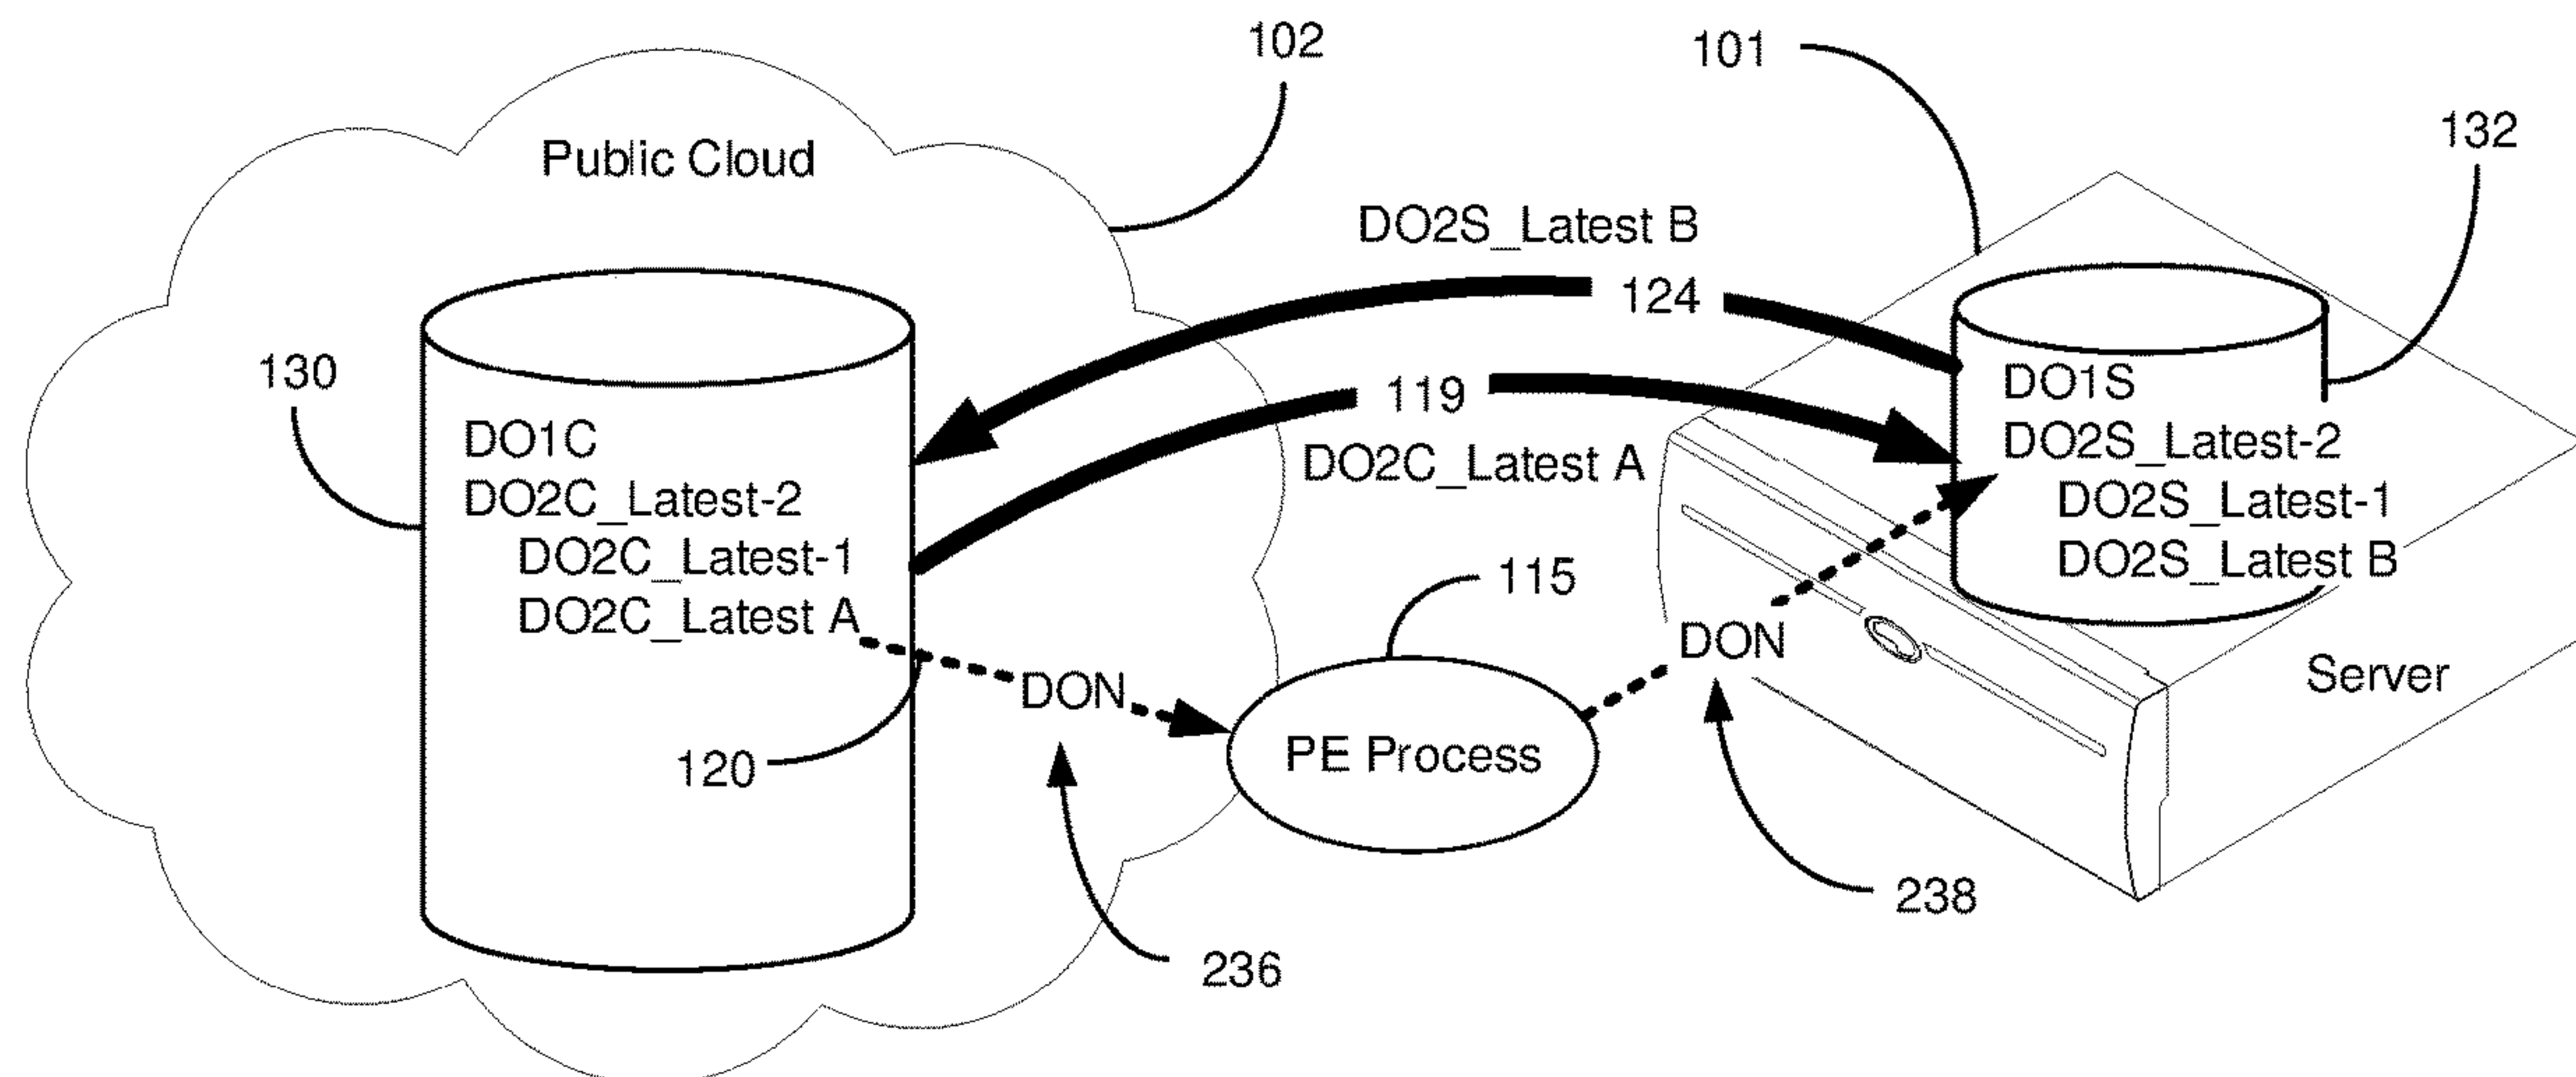 102
101
132
Public Cloud
DO2S_Latest B
124
130
119
DO2C_Latest A
DO1C
DO2C_Latest-2
DO2C_Latest-1
DO2C_Latest A
DO1S
DO2S_Latest-2
DO2S_Latest-1
DO2S_Latest B
115
DON
DON
Server
120
PE Process
238
236